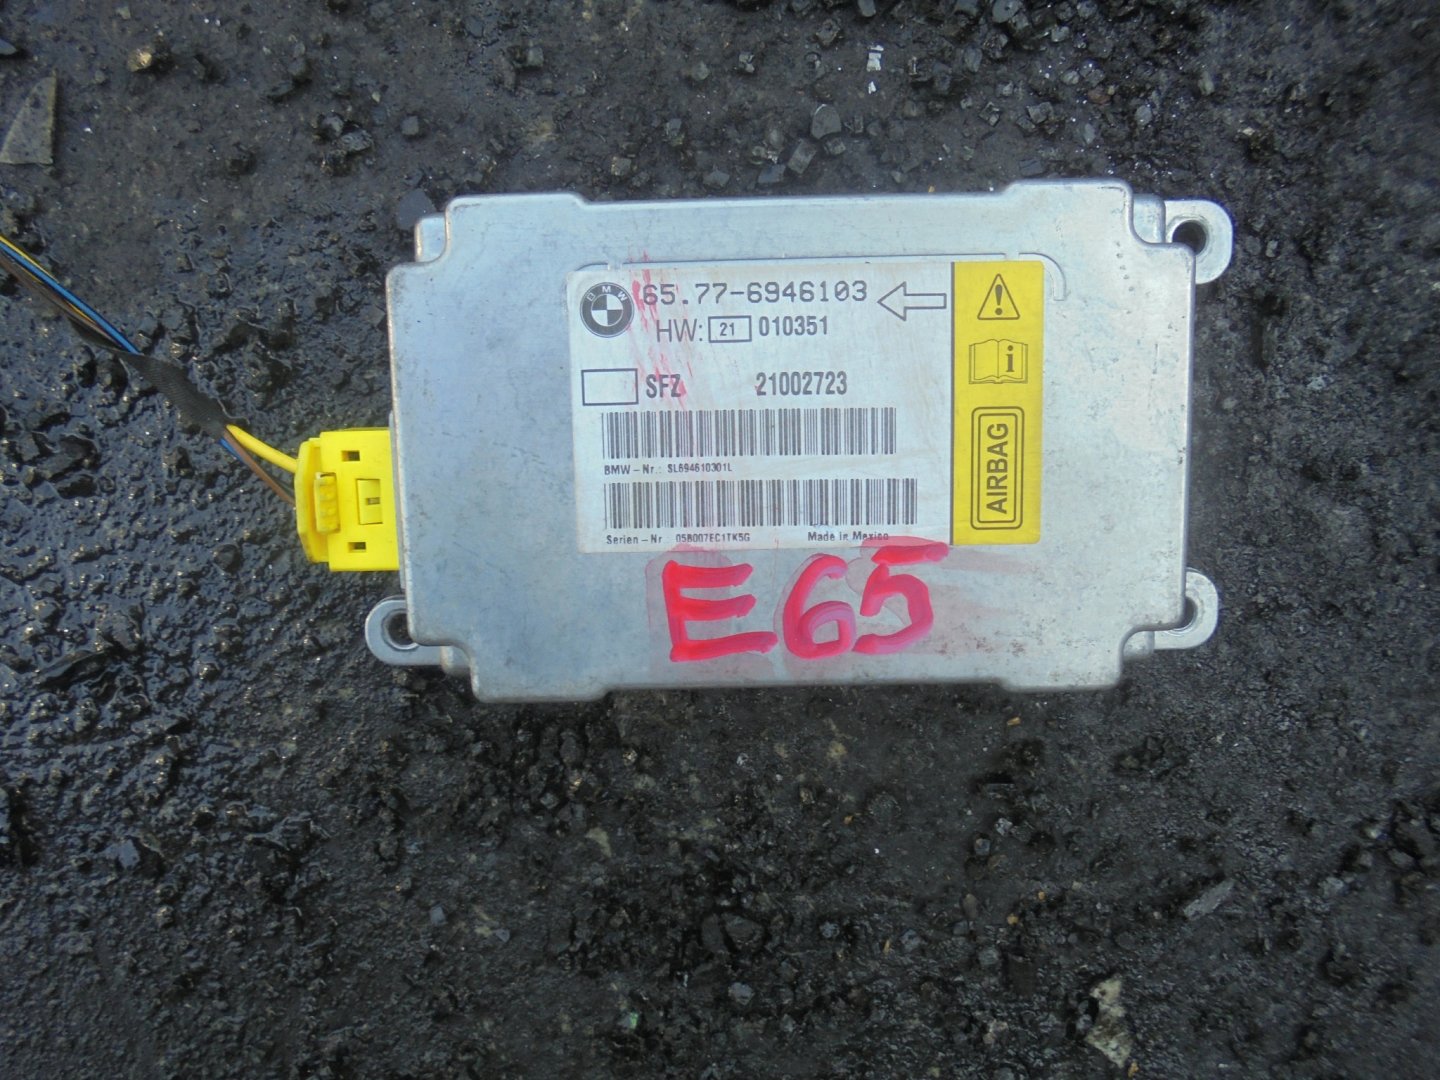 BMW 65.77-6946103
HW: 21 010351
SFZ 21002723
BMW-Nr.: SL694610301L
Serien-Nr 05B007EC1TK5G Made in Mexico
AIRBAG
E65